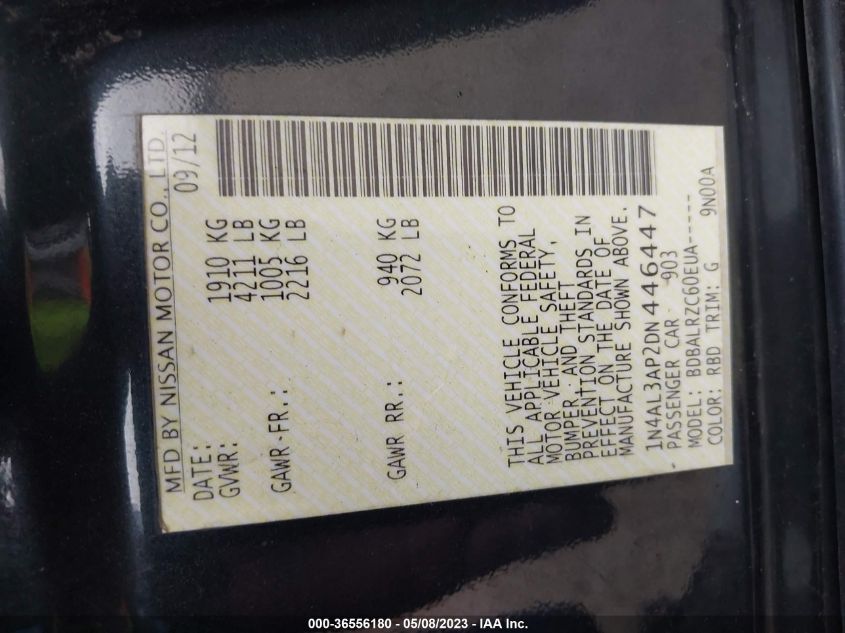 MFD BY NISSAN MOTOR CO., LTD.
DATE: 09/12
GVWR: 1910 KG
4211 LB
GAWR-FR.: 1005 KG
2216 LB
GAWR RR.: 940 KG
2072 LB
THIS VEHICLE CONFORMS TO
ALL APPLICABLE FEDERAL
MOTOR VEHICLE SAFETY,
BUMPER, AND THEFT
PREVENTION STANDARDS IN
EFFECT ON THE DATE OF
MANUFACTURE SHOWN ABOVE.
1N4AL3AP2DN446447
PASSENGER CAR 903
MODEL: BDBALRZC60EUA-----
COLOR: RBD TRIM: G 9N00A
000-36556180 - 05/08/2023 - IAA Inc.